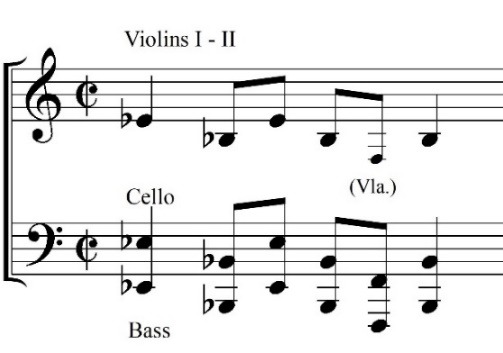 Violins I - II
(Vla.)
Cello
Bass